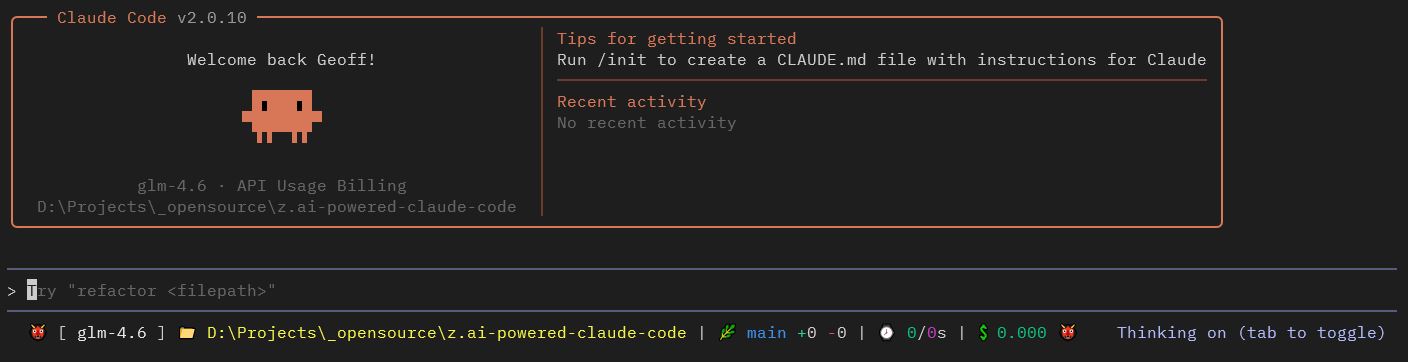 Claude Code v2.0.10
Welcome back Geoff!
glm-4.6 · API Usage Billing
D:\Projects\_opensource\z.ai-powered-claude-code
Tips for getting started
Run /init to create a CLAUDE.md file with instructions for Claude
Recent activity
No recent activity
> Try "refactor <filepath>"
👹 [ glm-4.6 ] 📁 D:\Projects\_opensource\z.ai-powered-claude-code | 🌿 main +0 -0 | 🕐 0/0s | $ 0.000 👹 Thinking on (tab to toggle)